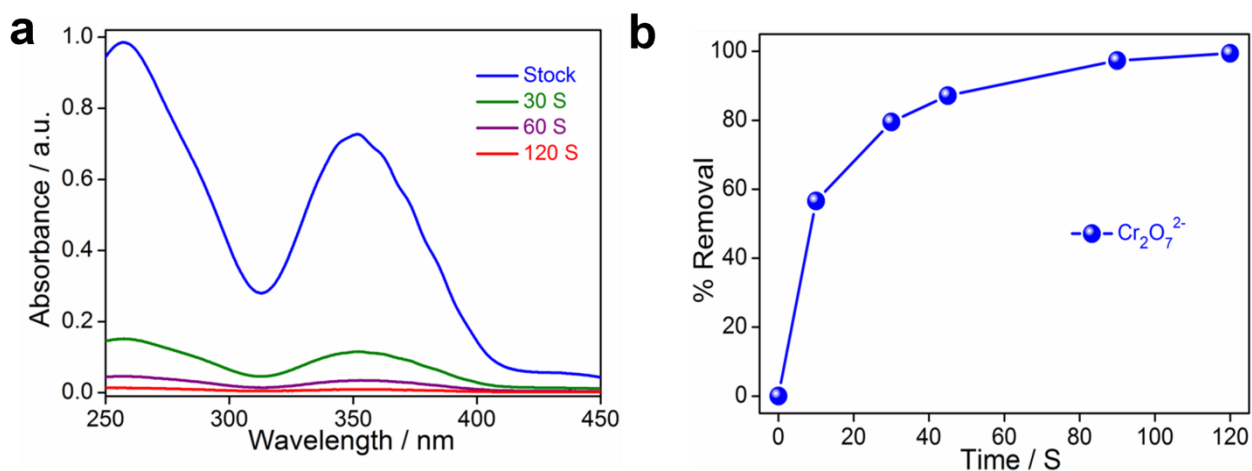 a
Absorbance / a.u.
1.0
0.8
0.6
0.4
0.2
0.0
Stock
30 S
60 S
120 S
250
300
350
400
450
Wavelength / nm
b
% Removal
100
80
60
40
20
0
Cr₂O₇²⁻
0
20
40
60
80
100
120
Time / S